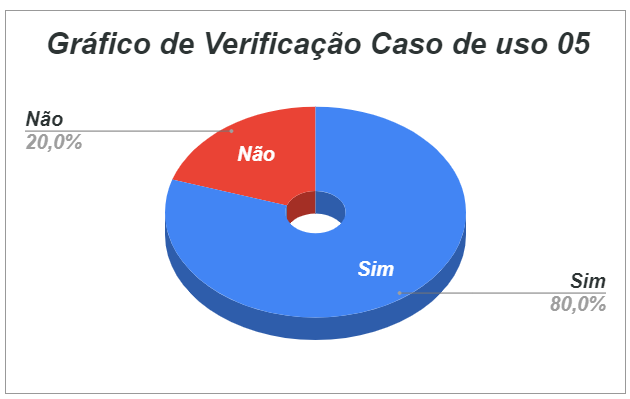 Gráfico de Verificação Caso de uso 05
Não
20,0%
Não
Sim
Sim
80,0%